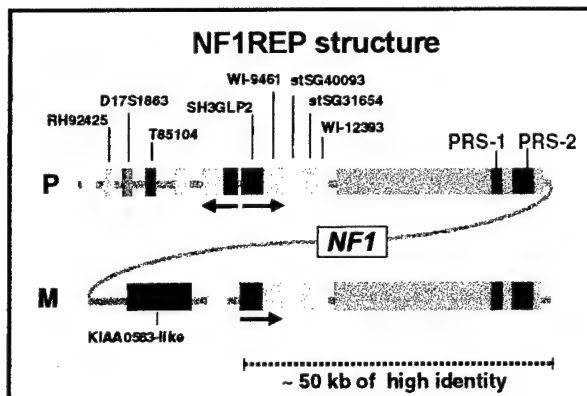 NF1REP structure
WI-9461
stSG40093
D17S1863
SH3GLP2
stSG31654
RH92425
T85104
WI-12393
PRS-1
PRS-2
P
NF1
M
KIAA0563-like
~ 50 kb of high identity